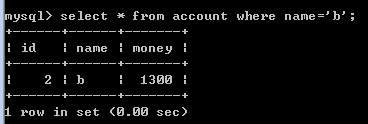 mysql> select * from account where name='b';
+------+------+-------+
| id | name | money |
+------+------+-------+
| 2 | b | 1300 |
+------+------+-------+
1 row in set (0.00 sec)